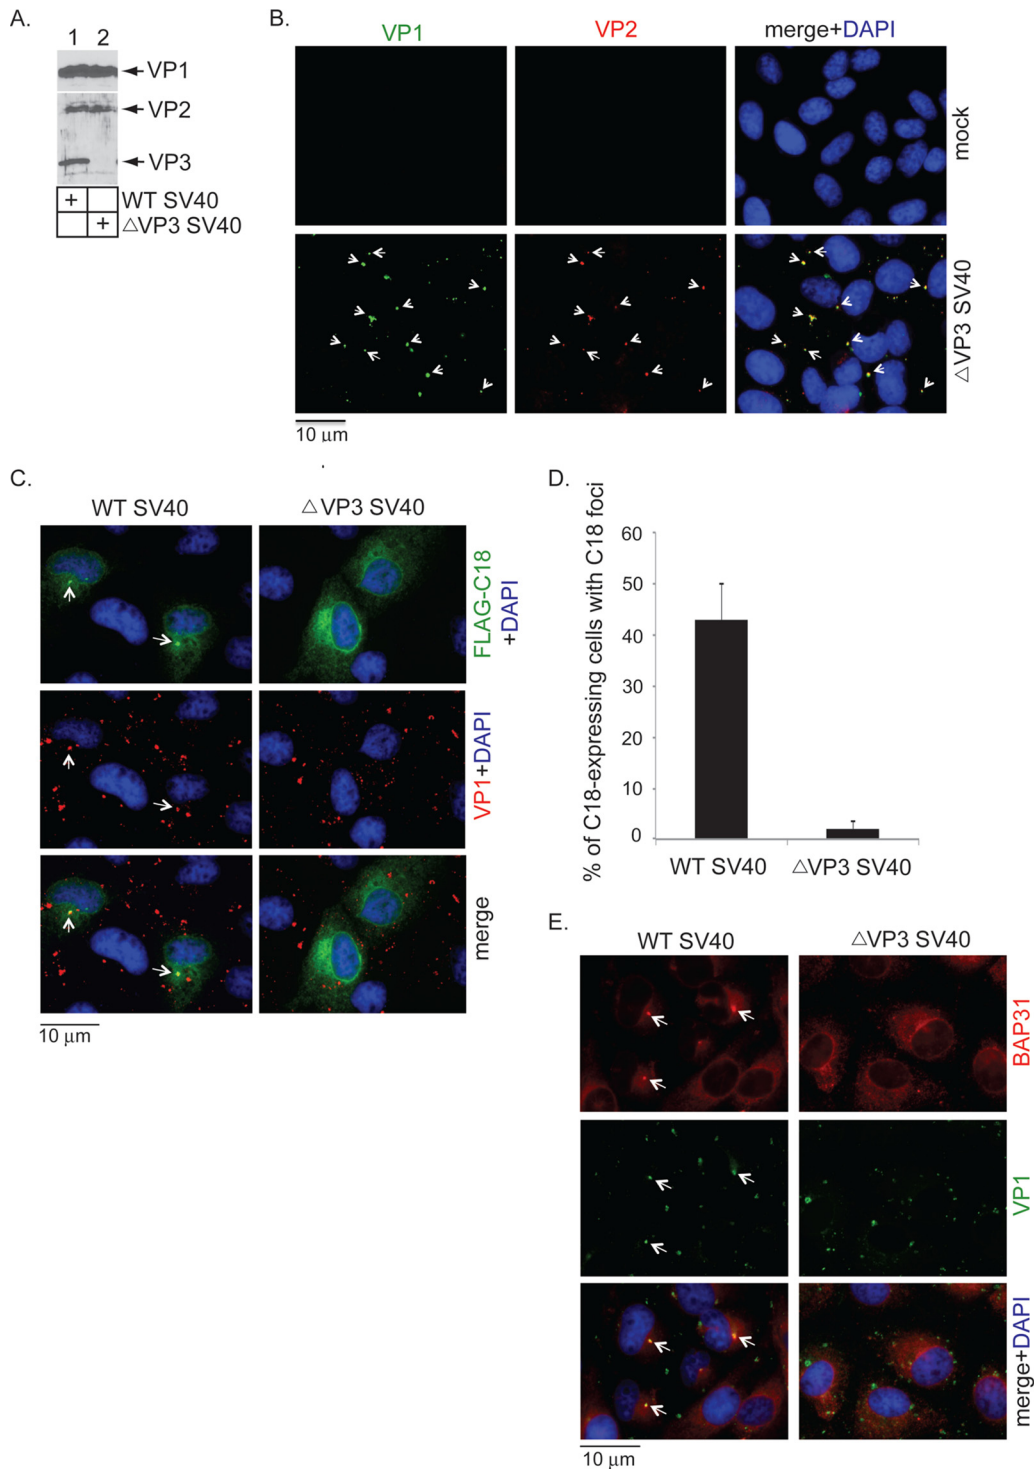 A.
1 2
VP1
VP2
VP3
+ WT SV40
+ △VP3 SV40
B.
VP1 VP2 merge+DAPI
mock
△VP3 SV40
10 μm
C.
WT SV40 △VP3 SV40
FLAG-C18
+DAPI
VP1+DAPI
merge
10 μm
D.
% of C18-expressing cells with C18 foci
60
50
40
30
20
10
0
WT SV40 △VP3 SV40
E.
WT SV40 △VP3 SV40
BAP31
VP1
merge+DAPI
10 μm